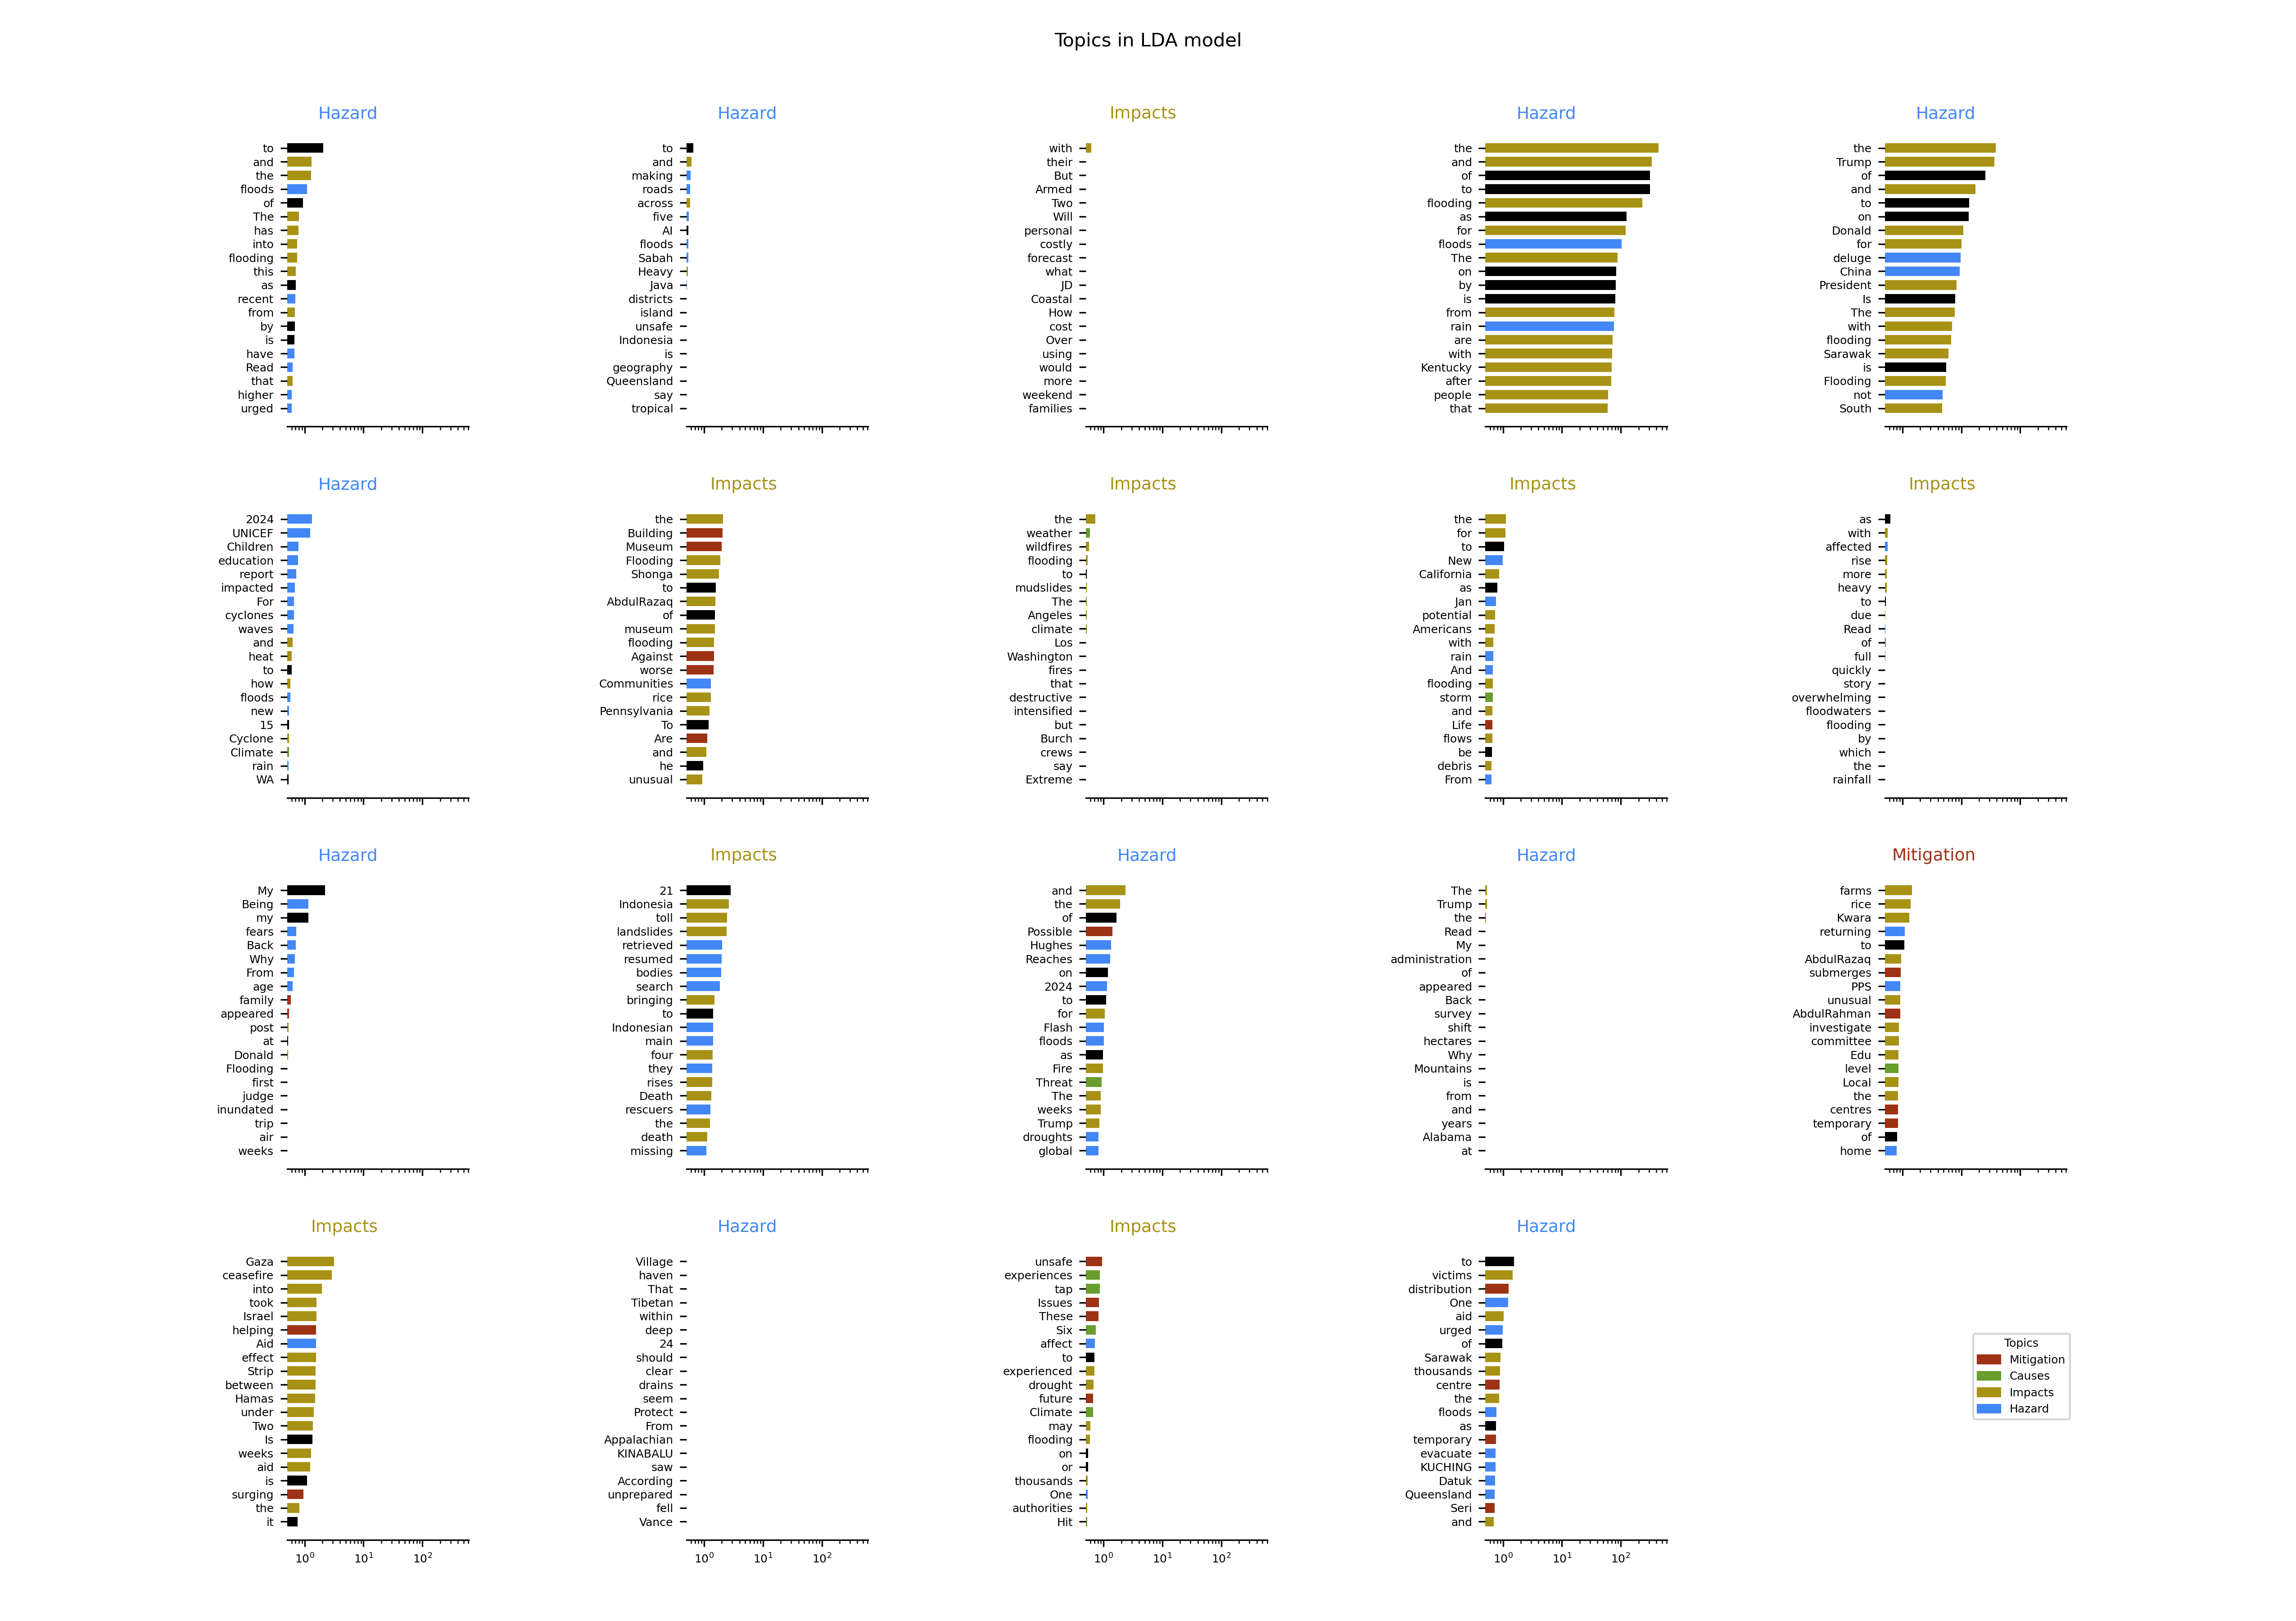 Topics in LDA model
Hazard
to
and
the
floods
of
The
has
into
flooding
this
as
recent
from
by
is
have
Read
that
higher
urged
Hazard
to
and
making
roads
across
five
AI
floods
Sabah
Heavy
Java
districts
island
unsafe
Indonesia
is
geography
Queensland
say
tropical
Impacts
with
their
But
Armed
Two
Will
personal
costly
forecast
what
JD
Coastal
How
cost
Over
using
would
more
weekend
families
Hazard
the
and
of
to
flooding
as
for
floods
The
on
by
is
from
rain
are
with
Kentucky
after
people
that
Hazard
the
Trump
of
and
to
on
Donald
for
deluge
China
President
Is
The
with
flooding
Sarawak
is
Flooding
not
South
Hazard
2024
UNICEF
Children
education
report
impacted
For
cyclones
waves
and
heat
to
how
floods
new
15
Cyclone
Climate
rain
WA
Impacts
the
Building
Museum
Flooding
Shonga
to
AbdulRazaq
of
museum
flooding
Against
worse
Communities
rice
Pennsylvania
To
Are
and
he
unusual
Impacts
the
weather
wildfires
flooding
to
mudslides
The
Angeles
climate
Los
Washington
fires
that
destructive
intensified
but
Burch
crews
say
Extreme
Impacts
the
for
to
New
California
as
Jan
potential
Americans
with
rain
And
flooding
storm
and
Life
flows
be
debris
From
Impacts
as
with
affected
rise
more
heavy
to
due
Read
of
full
quickly
story
overwhelming
floodwaters
flooding
by
which
the
rainfall
Hazard
My
Being
my
fears
Back
Why
From
age
family
appeared
post
at
Donald
Flooding
first
judge
inundated
trip
air
weeks
Impacts
21
Indonesia
toll
landslides
retrieved
resumed
bodies
search
bringing
to
Indonesian
main
four
they
rises
Death
rescuers
the
death
missing
Hazard
and
the
of
Possible
Hughes
Reaches
on
2024
to
for
Flash
floods
as
Fire
Threat
The
weeks
Trump
droughts
global
Hazard
The
Trump
the
Read
My
administration
of
appeared
Back
survey
shift
hectares
Why
Mountains
is
from
and
years
Alabama
at
Mitigation
farms
rice
Kwara
returning
to
AbdulRazaq
submerges
PPS
unusual
AbdulRahman
investigate
committee
Edu
level
Local
the
centres
temporary
of
home
Impacts
Gaza
ceasefire
into
took
Israel
helping
Aid
effect
Strip
between
Hamas
under
Two
Is
weeks
aid
is
surging
the
it
10⁰ 10¹ 10²
Hazard
Village
haven
That
Tibetan
within
deep
24
should
clear
drains
seem
Protect
From
Appalachian
KINABALU
saw
According
unprepared
fell
Vance
10⁰ 10¹ 10²
Impacts
unsafe
experiences
tap
Issues
These
Six
affect
to
experienced
drought
future
Climate
may
flooding
on
or
thousands
One
authorities
Hit
10⁰ 10¹ 10²
Hazard
to
victims
distribution
One
aid
urged
of
Sarawak
thousands
centre
the
floods
as
temporary
evacuate
KUCHING
Datuk
Queensland
Seri
and
10⁰ 10¹ 10²
Topics
Mitigation
Causes
Impacts
Hazard